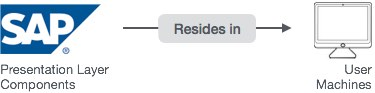 SAP®
Resides in
Presentation Layer
Components
User
Machines